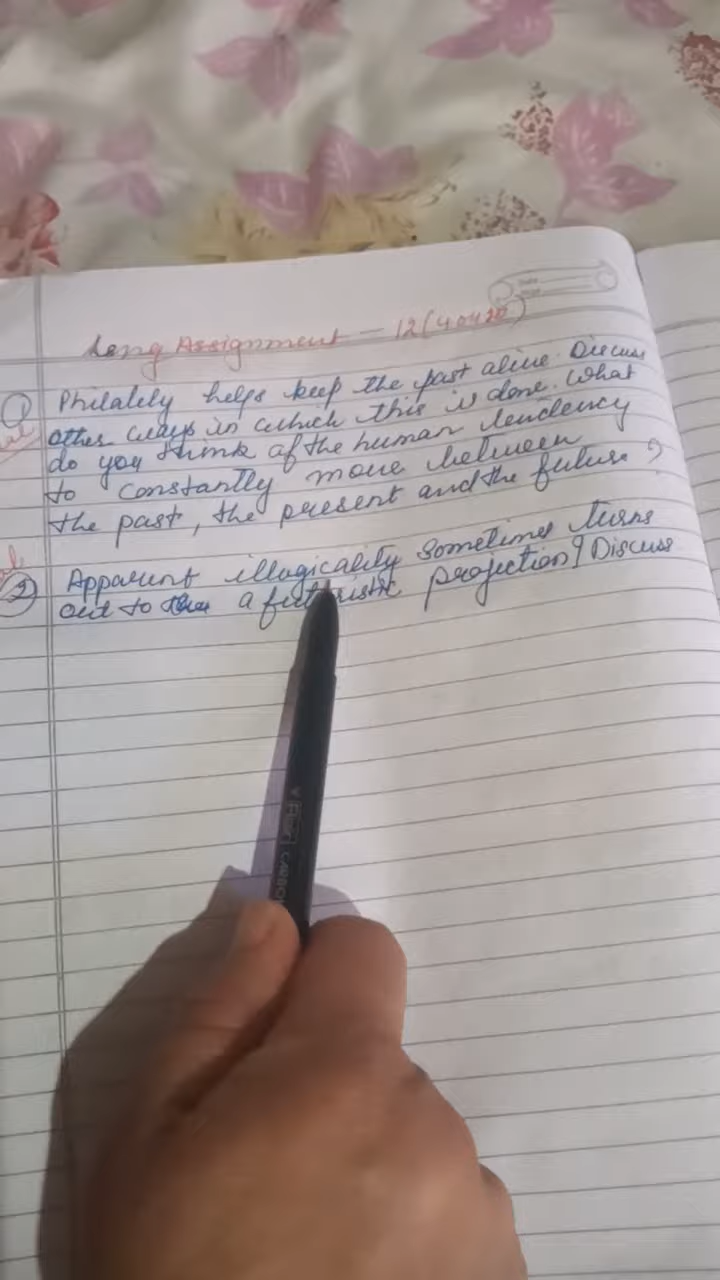 Long Assignment - 12(40420)
Q Philately helps keep the past alive. Discuss
other ways in which this is done. What
do you think of the human tendency
to constantly move between
the past, the present and the future?
2) Apparent illogicality sometimes turns
out to a futuristic projection? Discuss